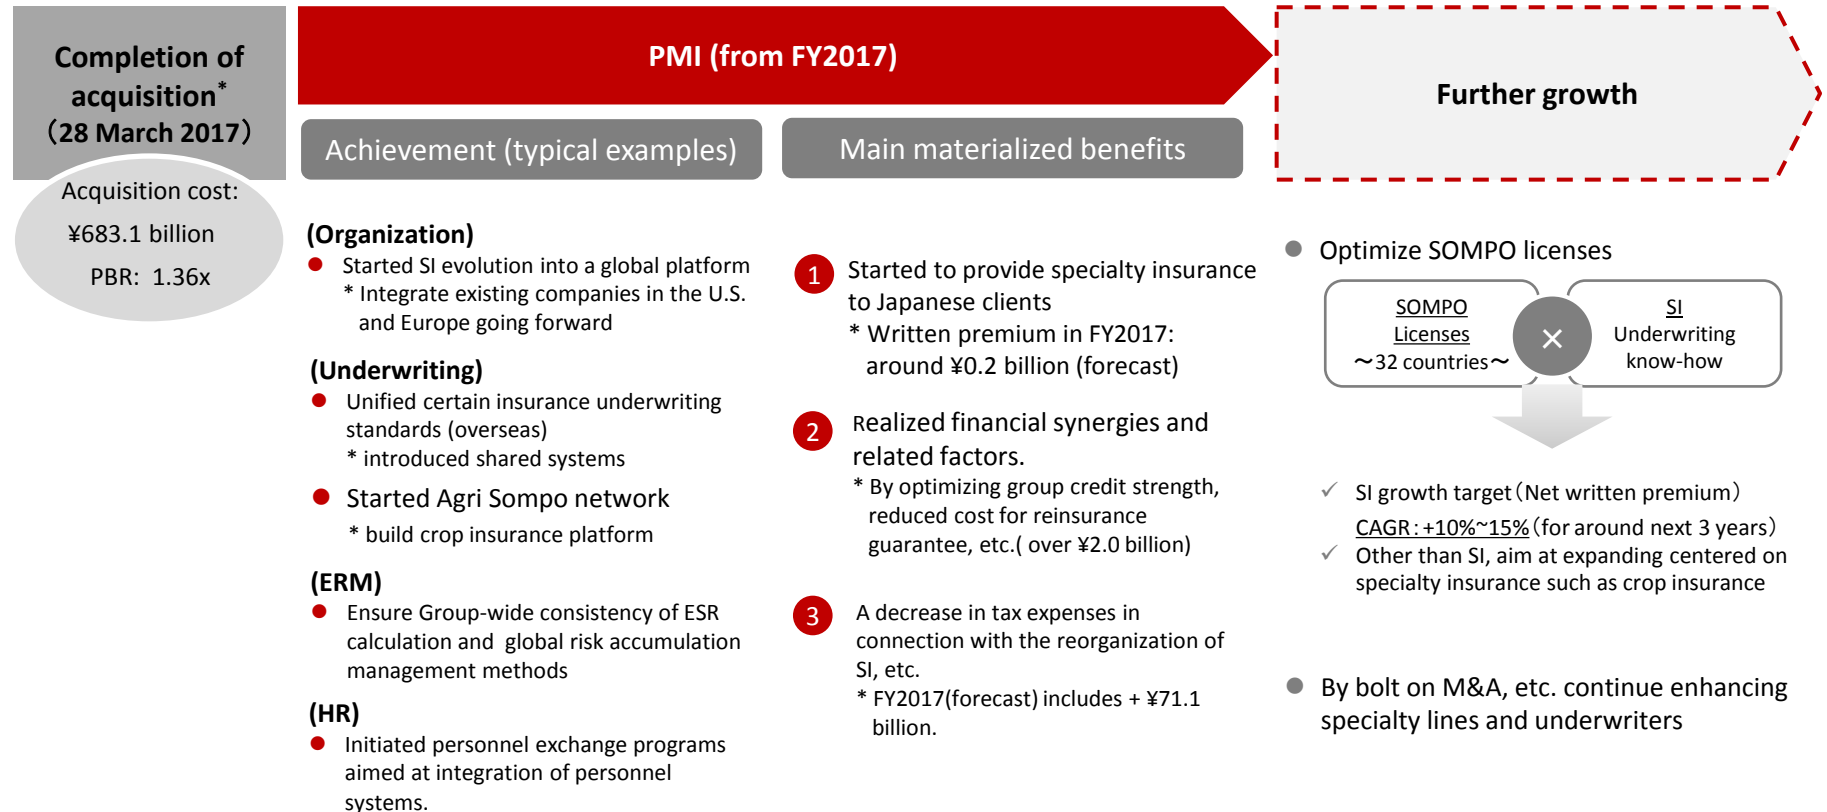 Completion of
acquisition*
(28 March 2017)
Acquisition cost:
¥683.1 billion
PBR: 1.36x
PMI (from FY2017)
Achievement (typical examples)
(Organization)
Started SI evolution into a global platform
* Integrate existing companies in the U.S.
and Europe going forward
(Underwriting)
Unified certain insurance underwriting
standards (overseas)
* introduced shared systems
Started Agri Sompo network
* build crop insurance platform
(ERM)
Ensure Group-wide consistency of ESR
calculation and global risk accumulation
management methods
(HR)
Initiated personnel exchange programs
aimed at integration of personnel
systems.
Main materialized benefits
1 Started to provide specialty insurance
to Japanese clients
* Written premium in FY2017:
around ¥0.2 billion (forecast)
2 Realized financial synergies and
related factors.
* By optimizing group credit strength,
reduced cost for reinsurance
guarantee, etc.( over ¥2.0 billion)
3 A decrease in tax expenses in
connection with the reorganization of
SI, etc.
* FY2017(forecast) includes + ¥71.1
billion.
Further growth
Optimize SOMPO licenses
SOMPO
Licenses
~32 countries~
×
SI
Underwriting
know-how
✓ SI growth target(Net written premium)
CAGR:+10%~15%(for around next 3 years)
✓ Other than SI, aim at expanding centered on
specialty insurance such as crop insurance
By bolt on M&A, etc. continue enhancing
specialty lines and underwriters